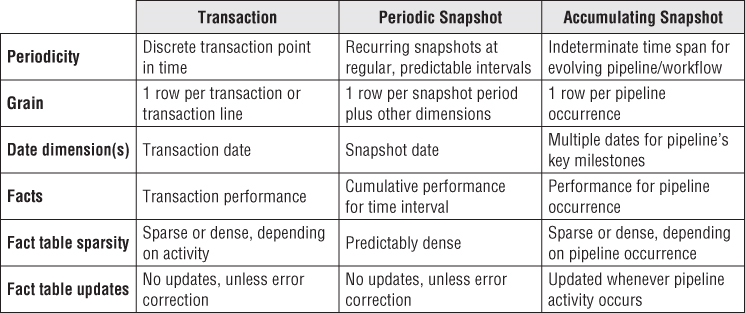 Transaction Periodic Snapshot Accumulating Snapshot
Periodicity
Discrete transaction point
in time
Recurring snapshots at
regular, predictable intervals
Indeterminate time span for
evolving pipeline/workflow
Grain
1 row per transaction or
transaction line
1 row per snapshot period
plus other dimensions
1 row per pipeline
occurrence
Date dimension(s)
Transaction date
Snapshot date
Multiple dates for pipeline’s
key milestones
Facts
Transaction performance
Cumulative performance
for time interval
Performance for pipeline
occurrence
Fact table sparsity
Sparse or dense, depending
on activity
Predictably dense
Sparse or dense, depending
on pipeline occurrence
Fact table updates
No updates, unless error
correction
No updates, unless error
correction
Updated whenever pipeline
activity occurs